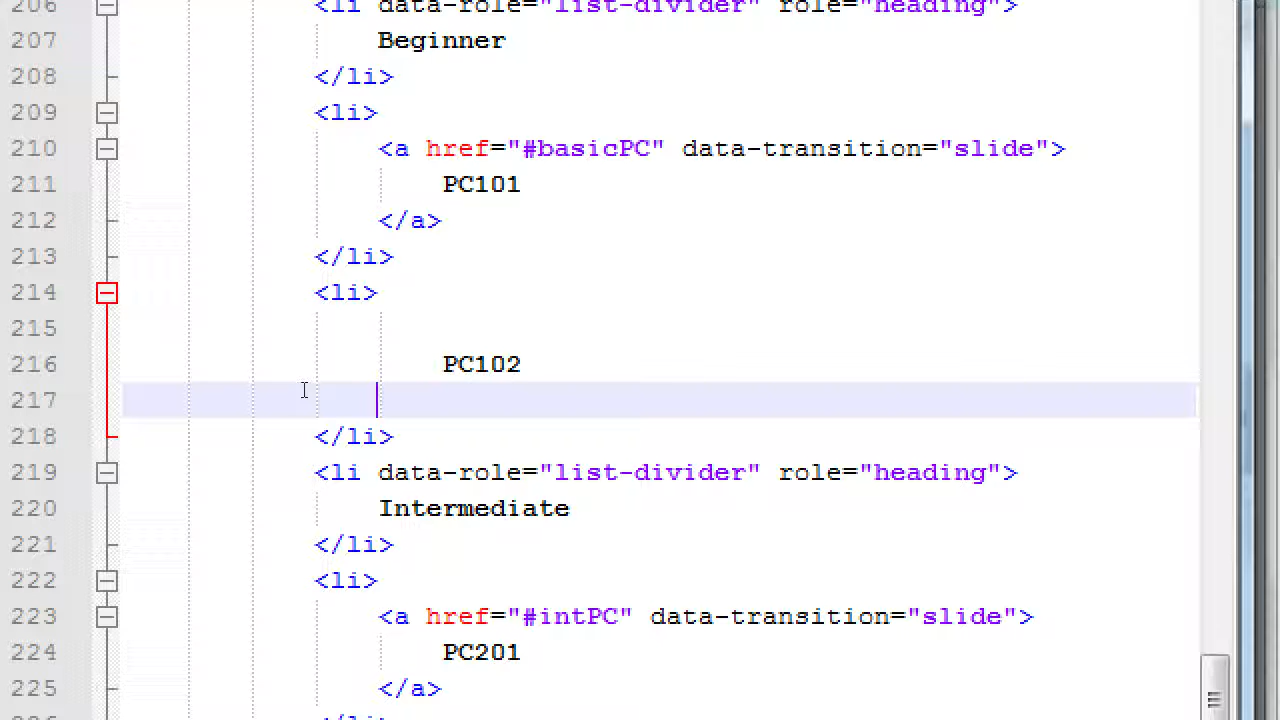 206 <li data-role="list-divider" role="heading">
207 Beginner
208 </li>
209 <li>
210 <a href="#basicPC" data-transition="slide">
211 PC101
212 </a>
213 </li>
214 <li>
215
216 PC102
217
218 </li>
219 <li data-role="list-divider" role="heading">
220 Intermediate
221 </li>
222 <li>
223 <a href="#intPC" data-transition="slide">
224 PC201
225 </a>
226 </li>